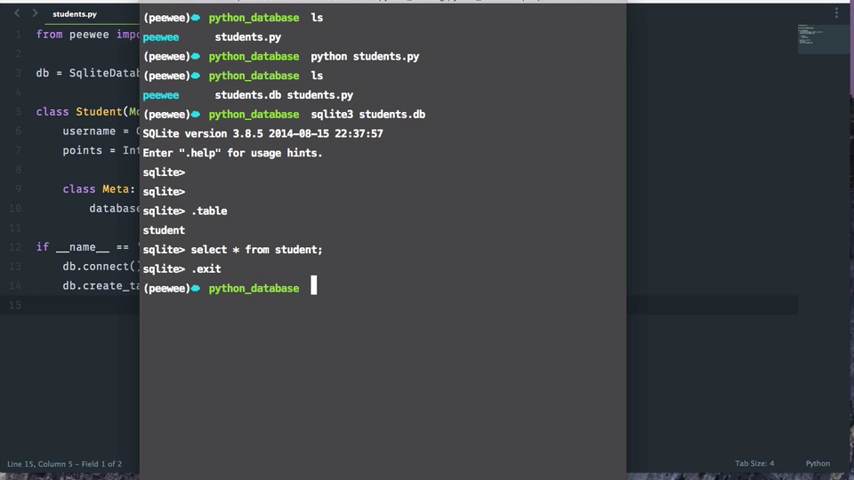 students.py
1 from peewee impo
3 db = SqliteDatab
5 class Student(Mo
6 username = C
7 points = Int
8
9 class Meta:
10 database
11
12 if __name__ == '
13 db.connect()
14 db.create_ta
15
(peewee) python_database ls
peewee students.py
(peewee) python_database python students.py
(peewee) python_database ls
peewee students.db students.py
(peewee) python_database sqlite3 students.db
SQLite version 3.8.5 2014-08-15 22:37:57
Enter ".help" for usage hints.
sqlite>
sqlite>
sqlite> .table
student
sqlite> select * from student;
sqlite> .exit
(peewee) python_database
Line 15, Column 5 - Field 1 of 2
Tab Size: 4
Python